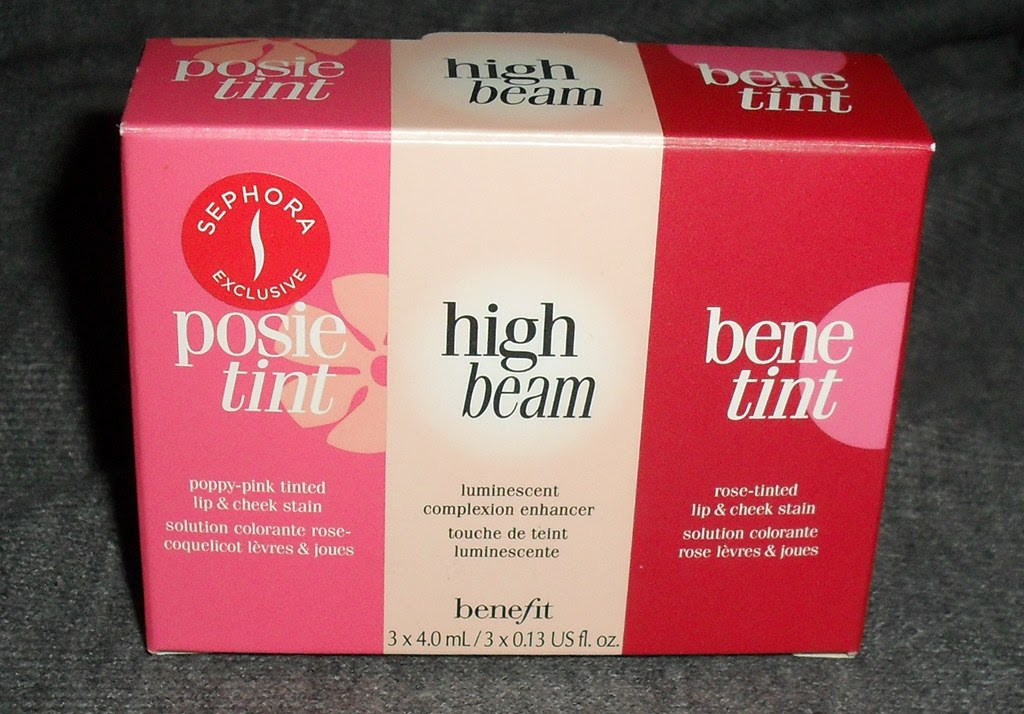 posie
tint
high
beam
bene
tint
SEPHORA
EXCLUSIVE
posie
tint
poppy-pink tinted
lip & cheek stain
solution colorante rose-
coquelicot lèvres & joues
high
beam
luminescent
complexion enhancer
touche de teint
luminescente
benefit
3 x 4.0 mL / 3 x 0.13 US fl. oz.
bene
tint
rose-tinted
lip & cheek stain
solution colorante
rose lèvres & joues